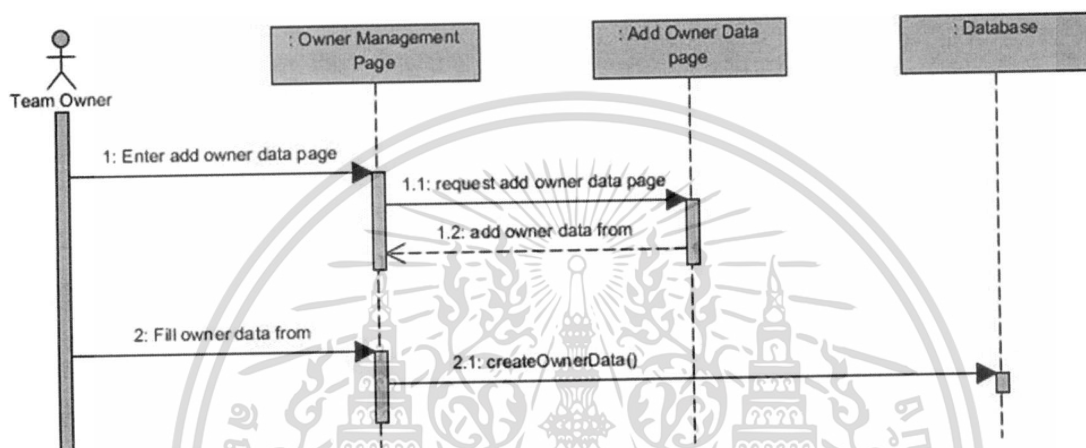 : Owner Management
Page
: Add Owner Data
page
: Database
Team Owner
1: Enter add owner data page
1.1: request add owner data page
1.2: add owner data from
2: Fill owner data from
2.1: createOwnerData()